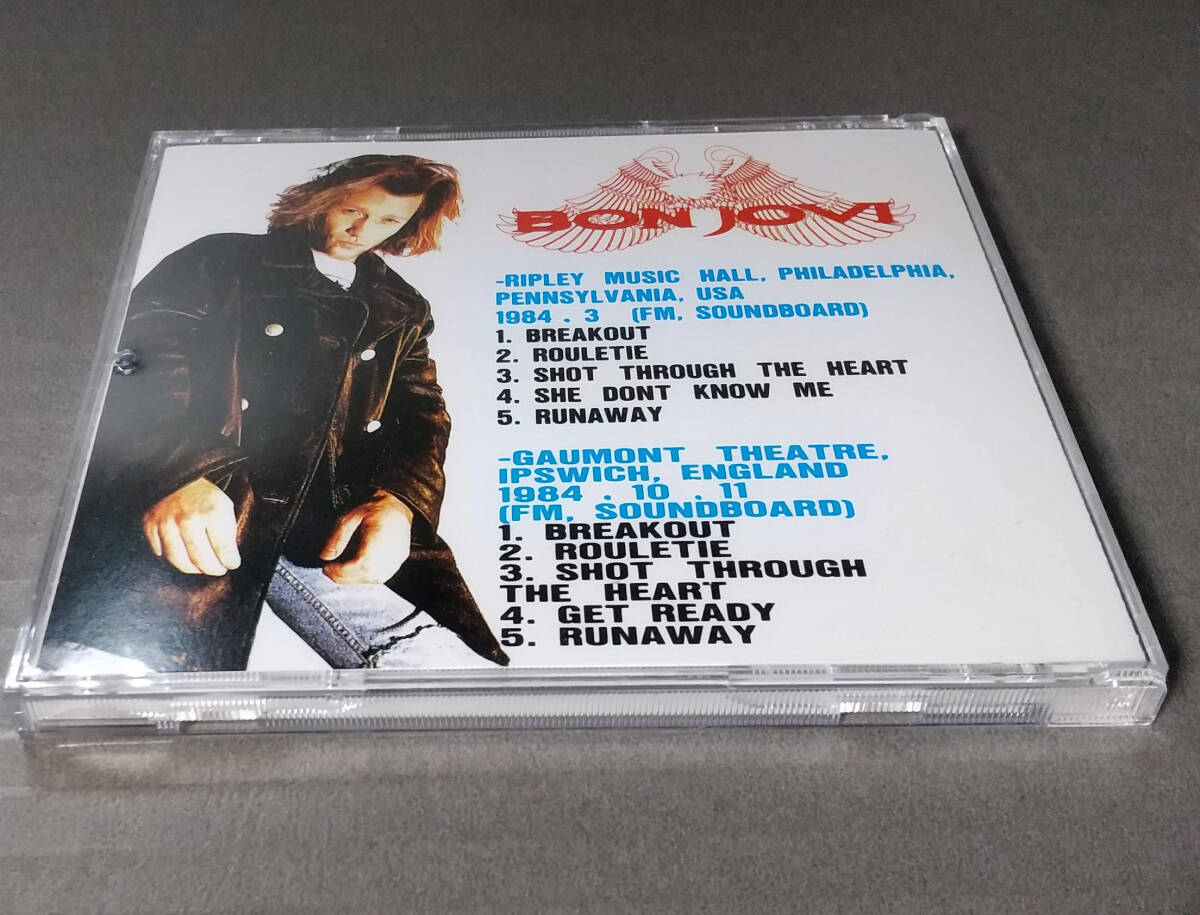 BON JOVI
-RIPLEY MUSIC HALL, PHILADELPHIA,
PENNSYLVANIA, USA
1984 . 3 (FM, SOUNDBOARD)
1. BREAKOUT
2. ROULETIE
3. SHOT THROUGH THE HEART
4. SHE DONT KNOW ME
5. RUNAWAY
-GAUMONT THEATRE,
IPSWICH, ENGLAND
1984 . 10 . 11
(FM, SOUNDBOARD)
1. BREAKOUT
2. ROULETIE
3. SHOT THROUGH
THE HEART
4. GET READY
5. RUNAWAY